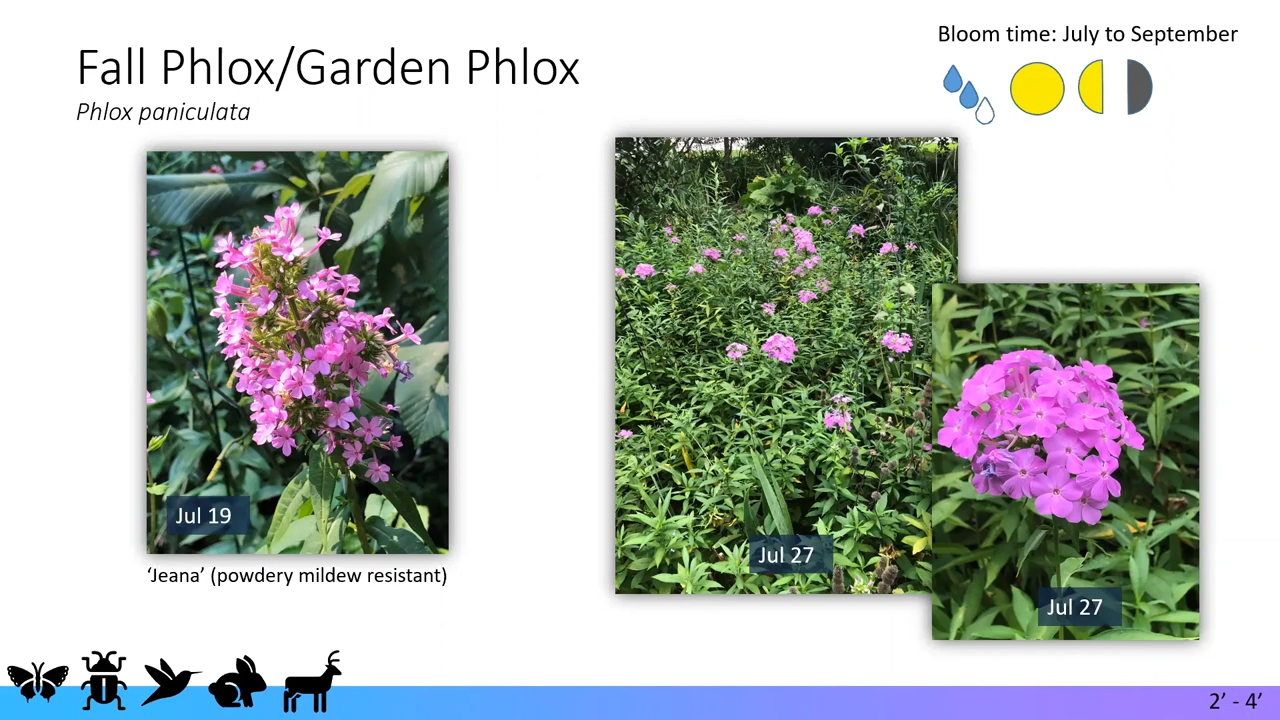 Bloom time: July to September
Fall Phlox/Garden Phlox
Phlox paniculata
Jul 19
Jul 27
Jul 27
‘Jeana’ (powdery mildew resistant)
2’ - 4’